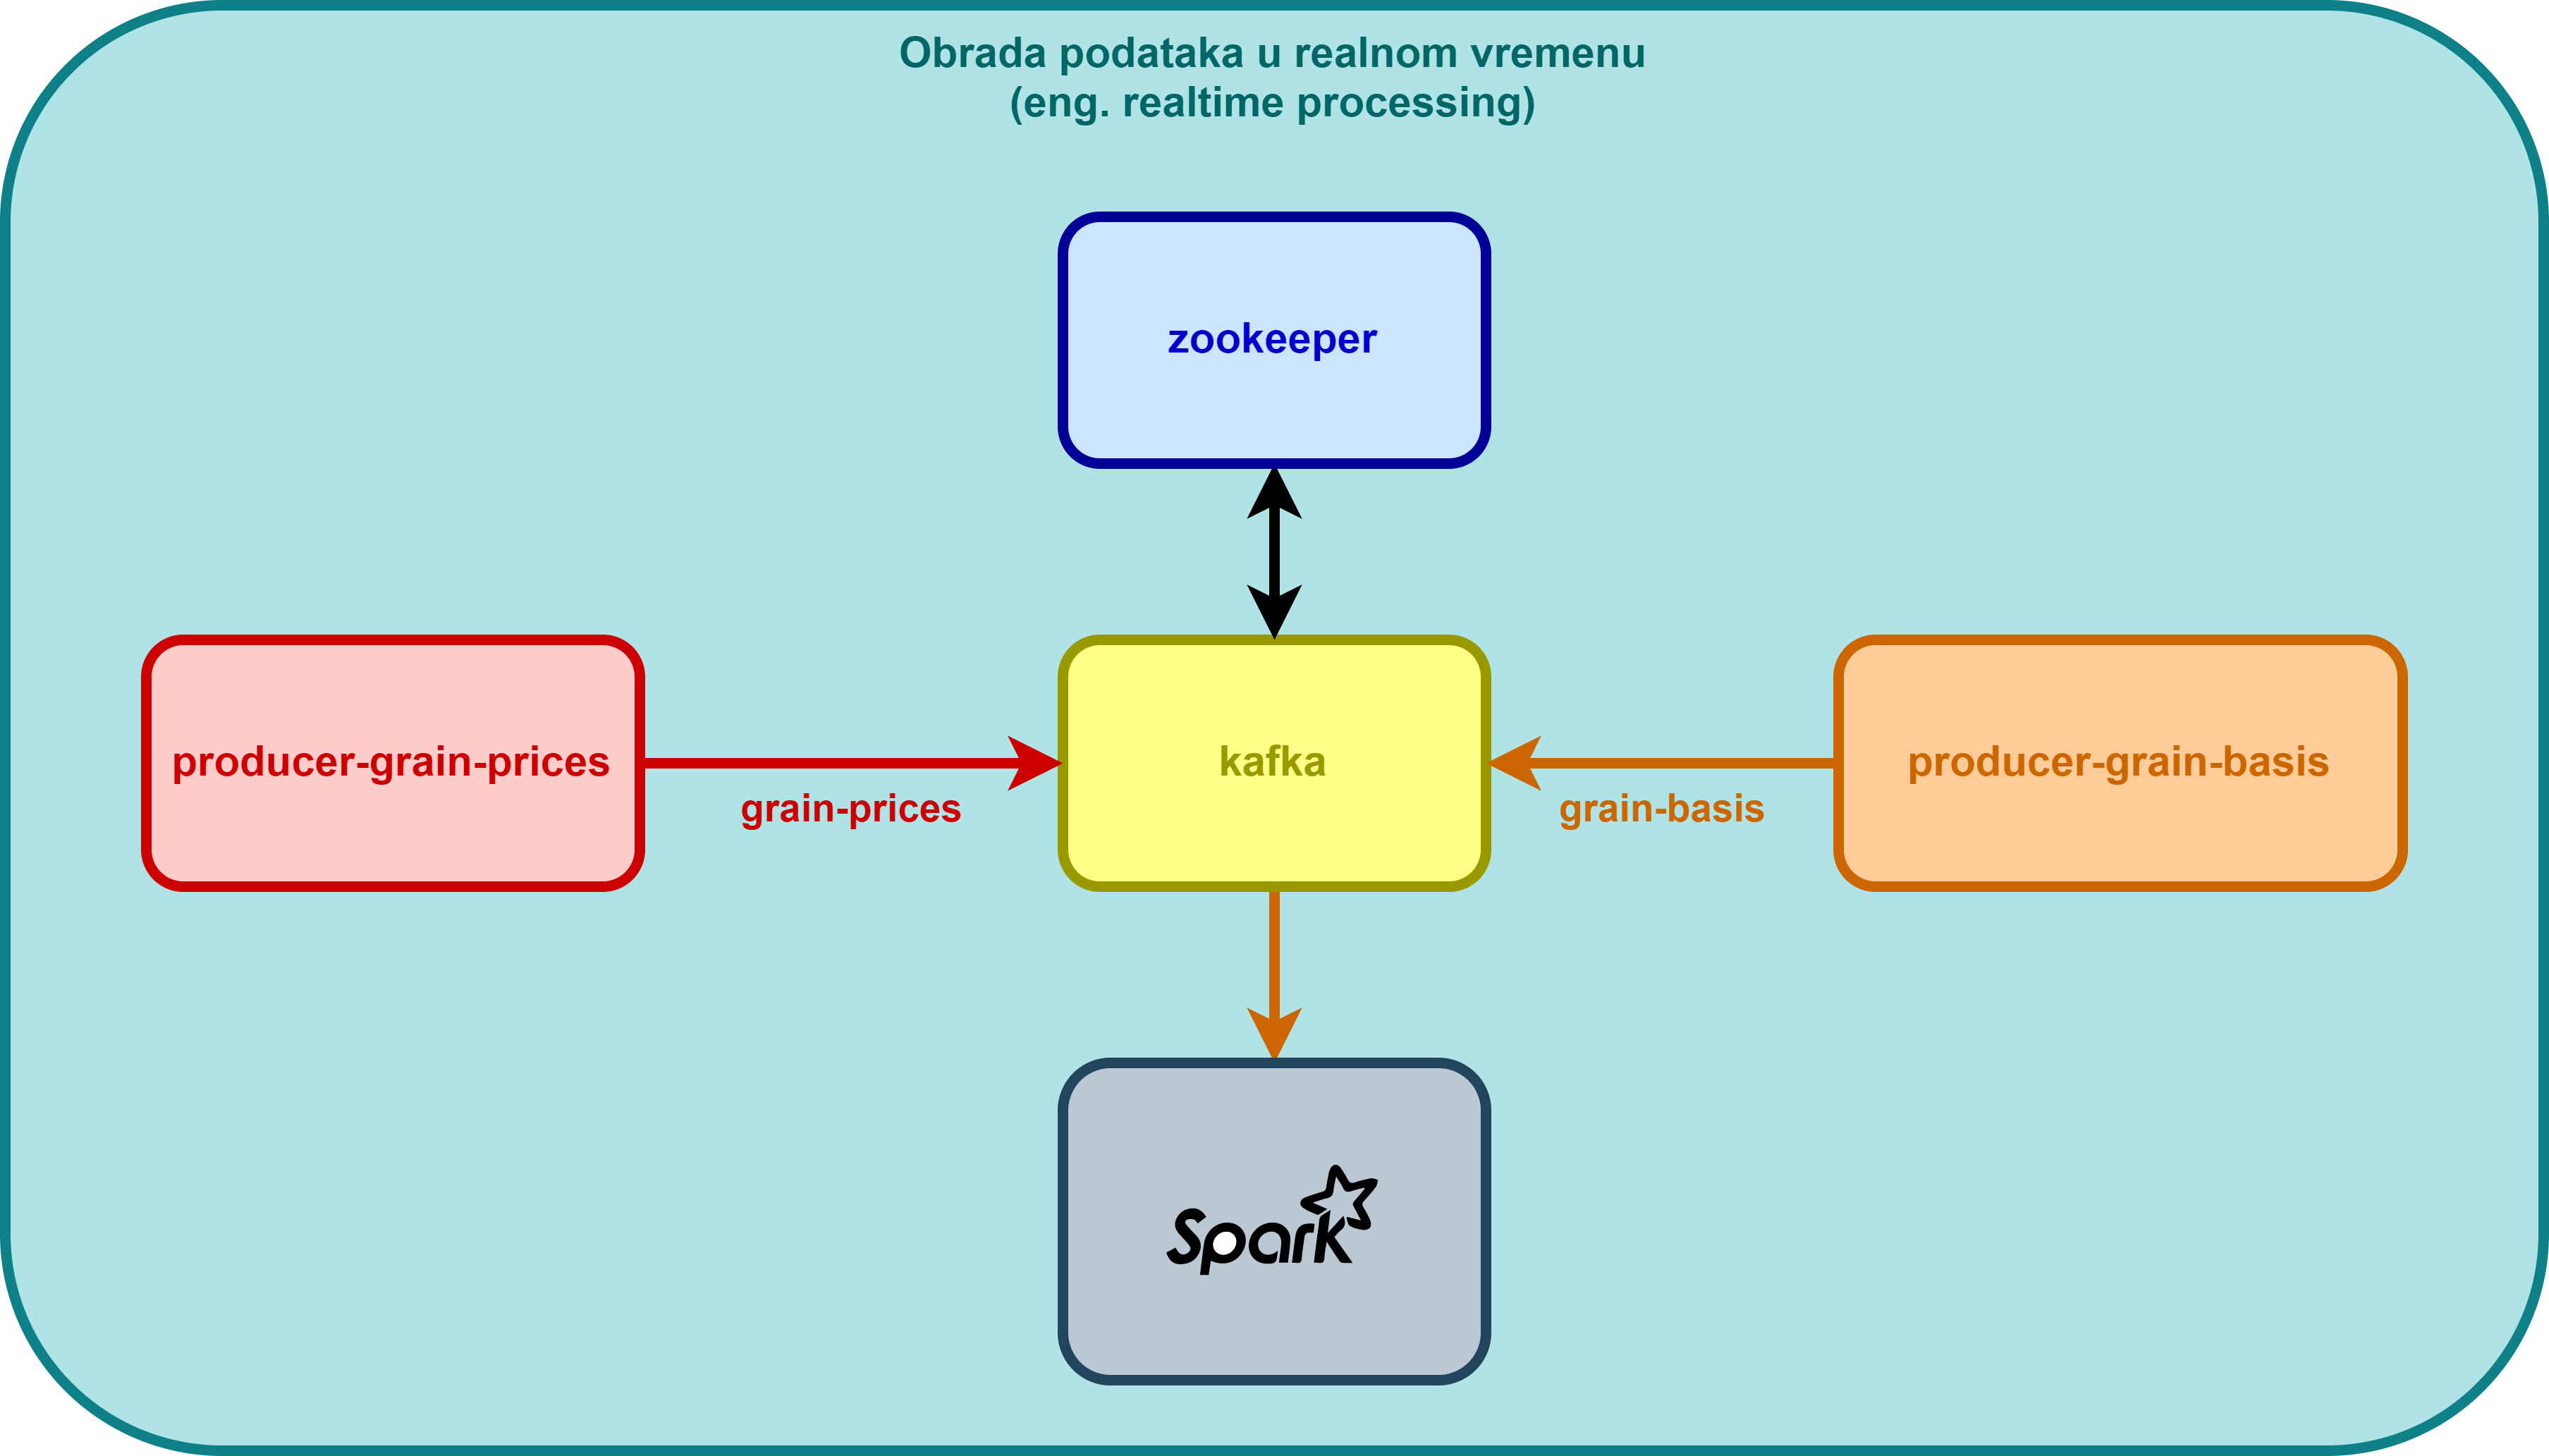 Obrada podataka u realnom vremenu
(eng. realtime processing)
zookeeper
producer-grain-prices
grain-prices
kafka
grain-basis
producer-grain-basis
Spark